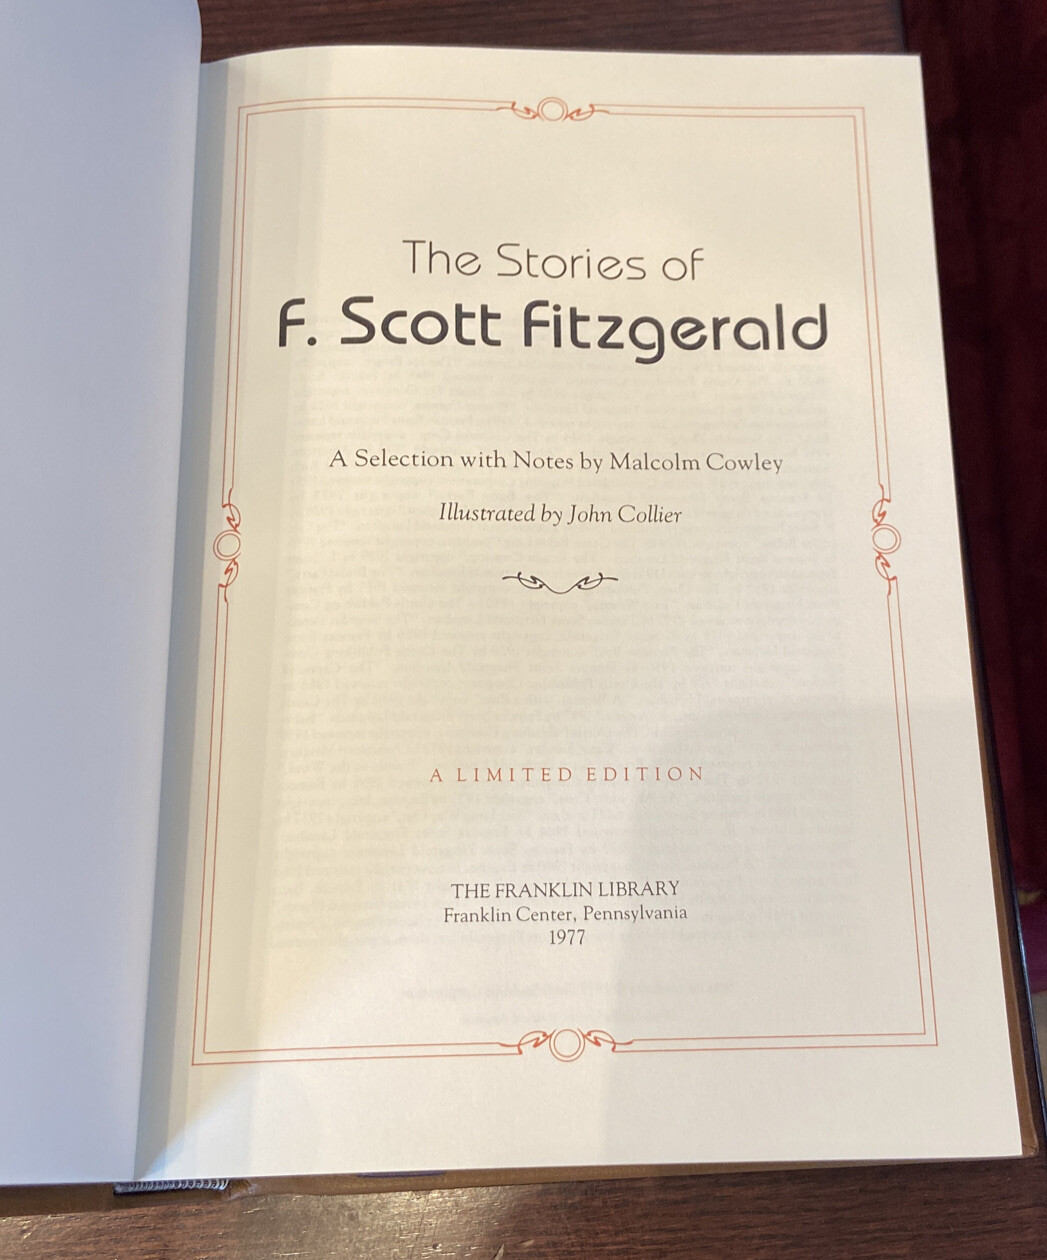 The Stories of
F. Scott Fitzgerald
A Selection with Notes by Malcolm Cowley
Illustrated by John Collier
A LIMITED EDITION
THE FRANKLIN LIBRARY
Franklin Center, Pennsylvania
1977